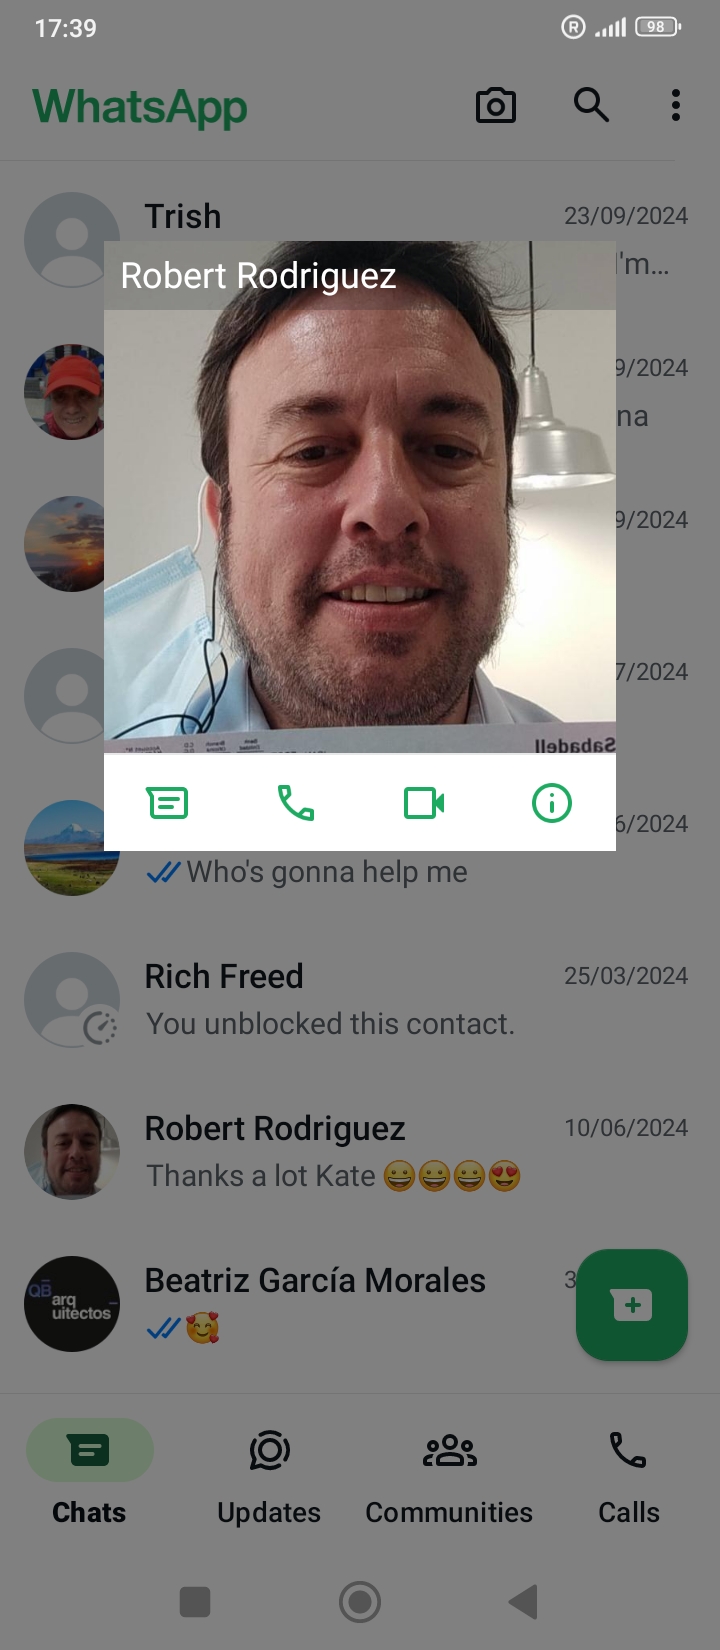 17:39
R
98
WhatsApp
Trish 23/09/2024
I'm…
Robert Rodriguez
9/2024
na
9/2024
7/2024
Sabadell
6/2024
Who's gonna help me
Rich Freed 25/03/2024
You unblocked this contact.
Robert Rodriguez 10/06/2024
Thanks a lot Kate 😀😀😀😍
QB
arq
uitectos
Beatriz García Morales 3
🥰
Chats Updates Communities Calls